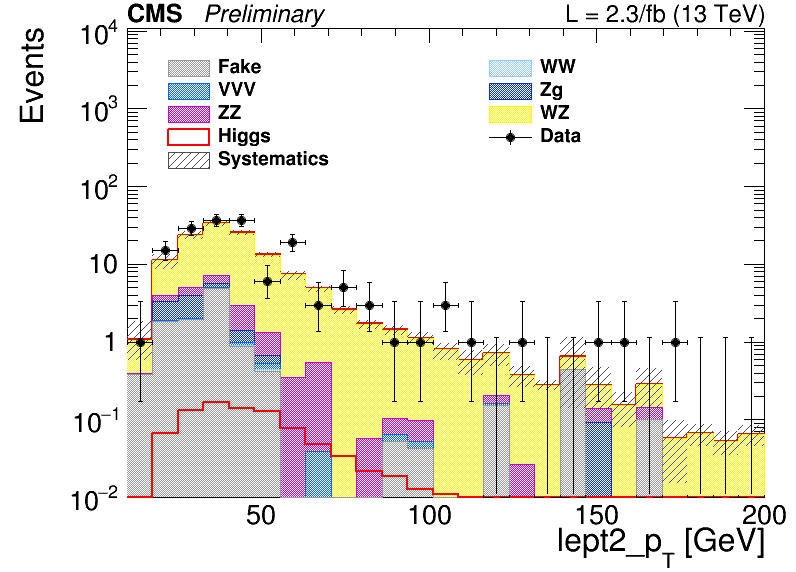 CMS Preliminary L = 2.3/fb (13 TeV)
Events
10^4
10^3
10^2
10
1
10^−1
10^−2
Fake WW
VVV Zg
ZZ WZ
Higgs Data
Systematics
50 100 150 200
lept2_p_T [GeV]